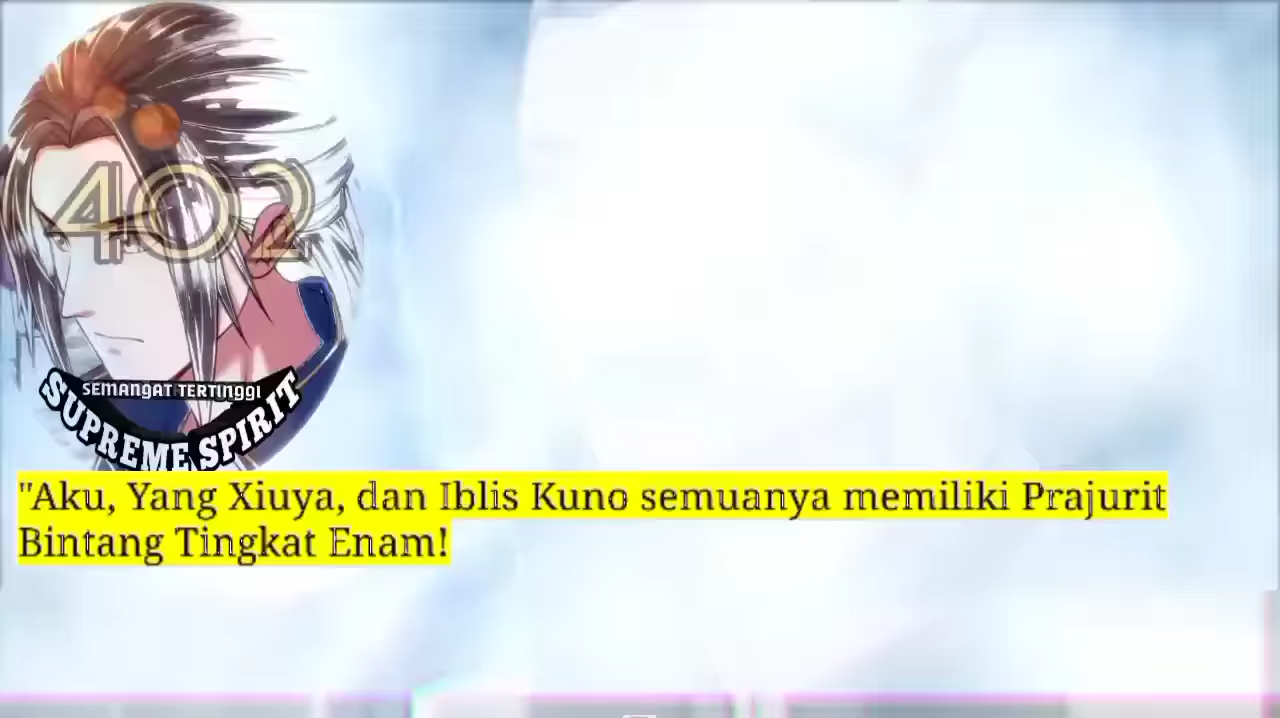 402
SEMANGAT TERTINGGI
SUPREME SPIRIT
"Aku, Yang Xiuya, dan Iblis Kuno semuanya memiliki Prajurit
Bintang Tingkat Enam!